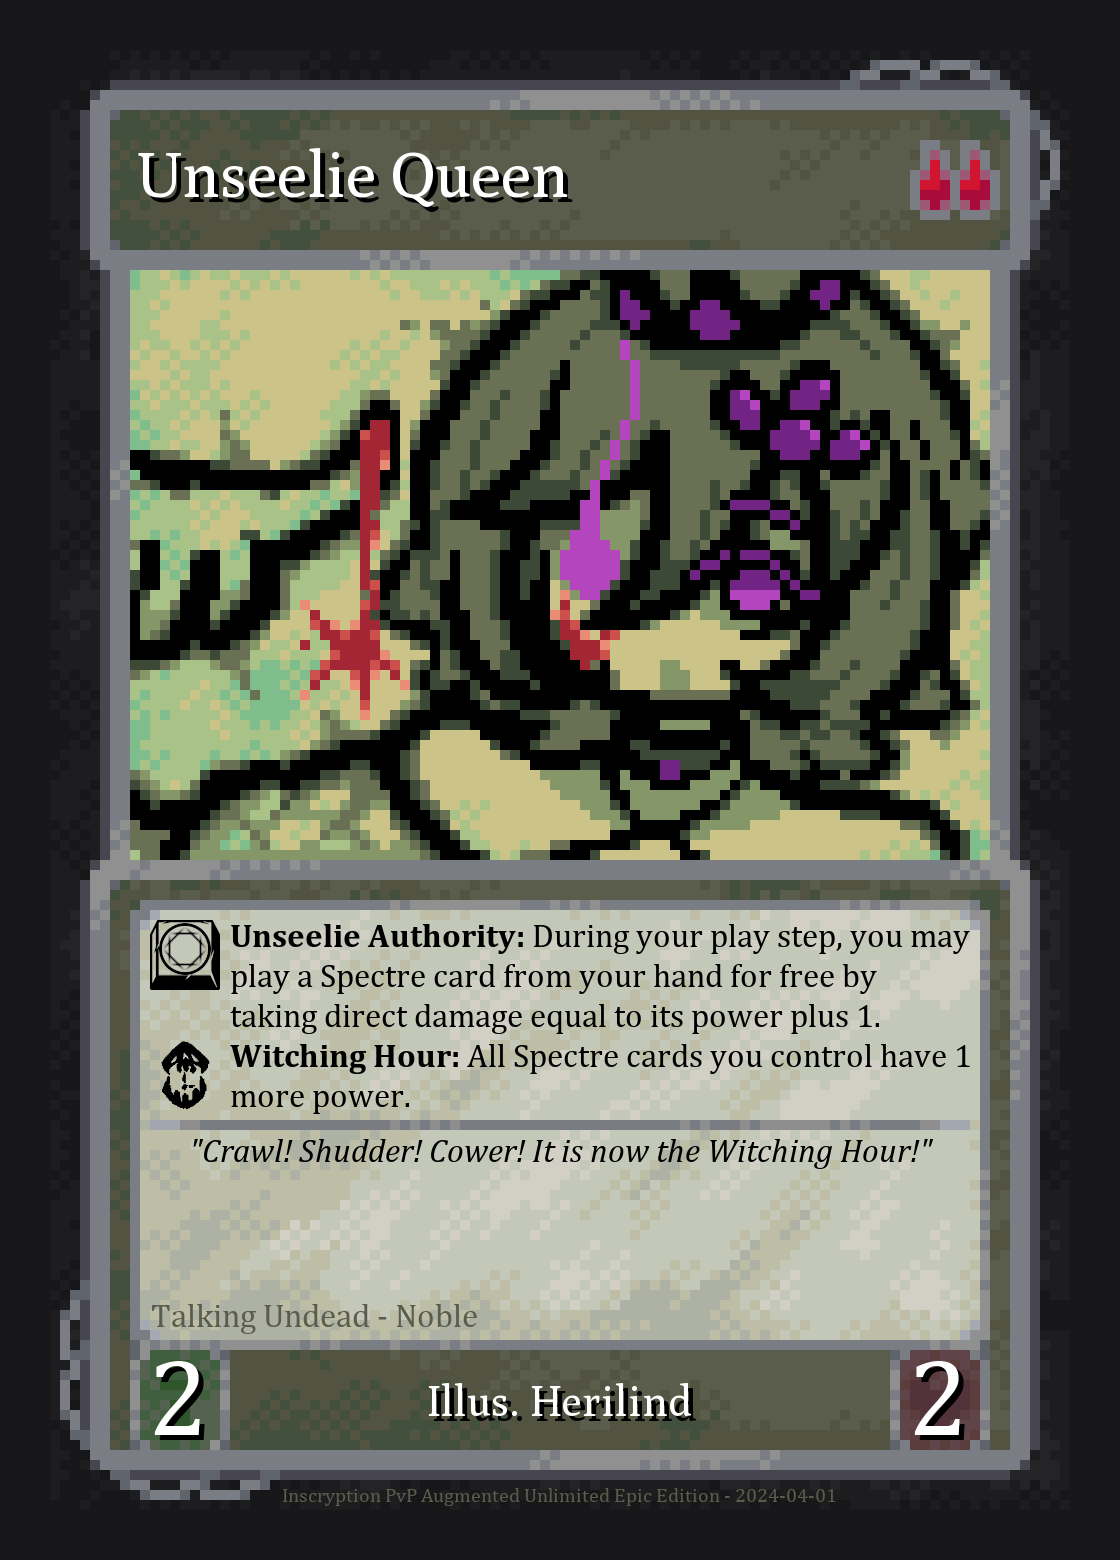 Unseelie Queen
Unseelie Authority: During your play step, you may
play a Spectre card from your hand for free by
taking direct damage equal to its power plus 1.
Witching Hour: All Spectre cards you control have 1
more power.
"Crawl! Shudder! Cower! It is now the Witching Hour!"
Talking Undead - Noble
2
Illus. Herilind
2
Inscryption PvP Augmented Unlimited Epic Edition - 2024-04-01